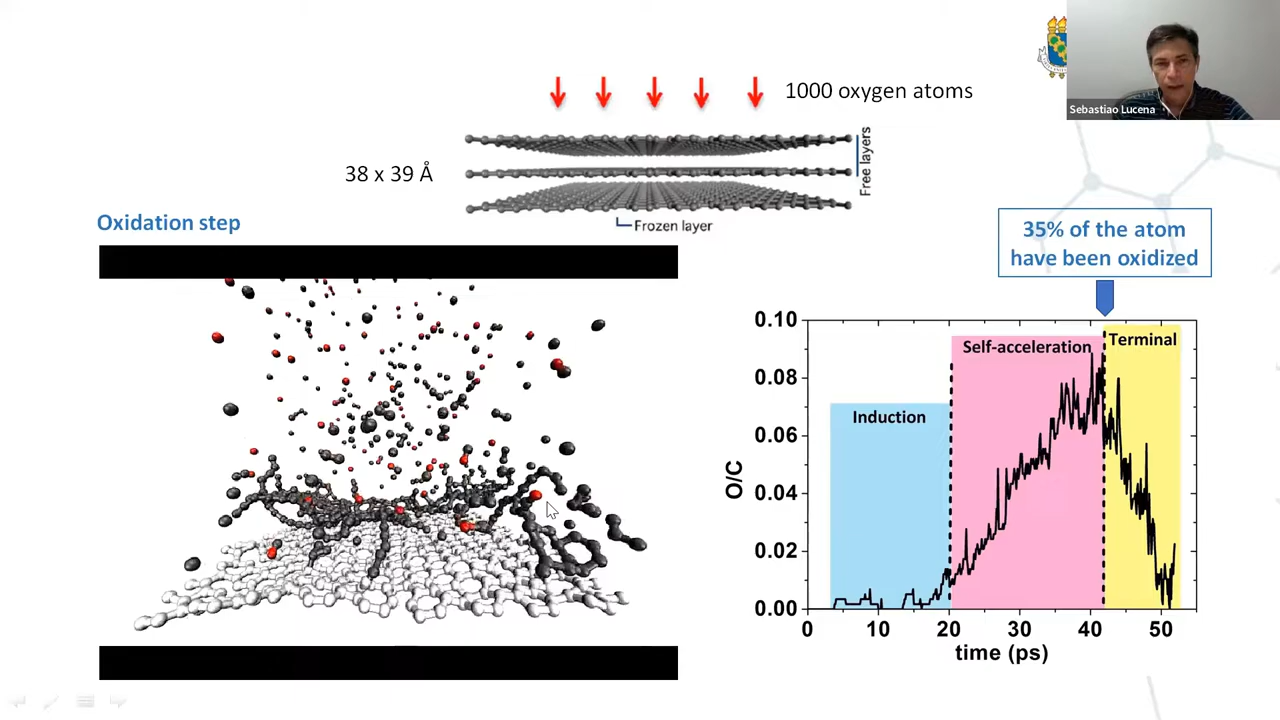 1000 oxygen atoms
Sebastiao Lucena
38 x 39 Å
Free layers
Frozen layer
Oxidation step
35% of the atom
have been oxidized
0.10
0.08
0.06
0.04
0.02
0.00
O/C
Induction
Self-acceleration
Terminal
0
10
20
30
40
50
time (ps)